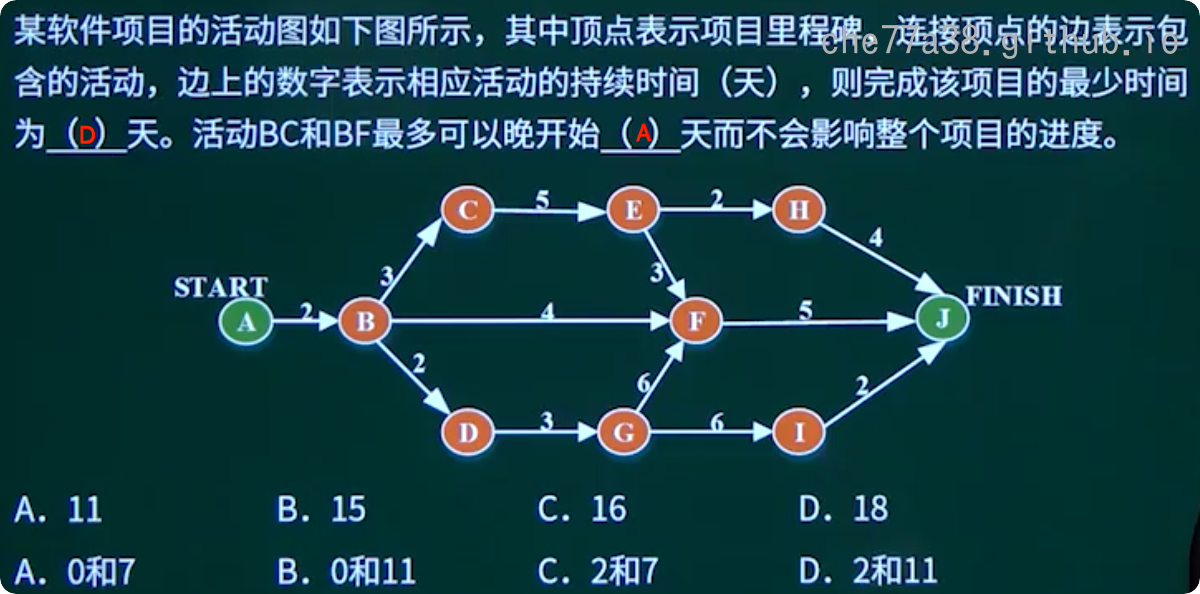 某软件项目的活动图如下图所示，其中顶点表示项目里程碑，连接顶点的边表示包
che77a38.github.io
含的活动，边上的数字表示相应活动的持续时间（天），则完成该项目的最少时间
为（D）天。活动BC和BF最多可以晚开始（A）天而不会影响整个项目的进度。
C 5 E 2 H
3 3 4
START FINISH
A 2 B 4 F 5 J
2 6 2
D 3 G 6 I
A. 11 B. 15 C. 16 D. 18
A. 0和7 B. 0和11 C. 2和7 D. 2和11